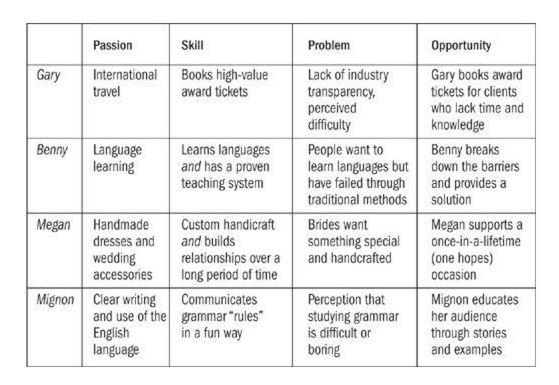 Passion Skill Problem Opportunity
Gary International Books high-value Lack of industry Gary books award
travel award tickets transparency, tickets for clients
perceived who lack time and
difficulty knowledge
Benny Language Learns languages People want to Benny breaks
learning and has a proven learn languages but down the barriers
teaching system have failed through and provides a
traditional methods solution
Megan Handmade Custom handicraft Brides want Megan supports a
dresses and and builds something special once-in-a-lifetime
wedding relationships over a and handcrafted (one hopes)
accessories long period of time occasion
Mignon Clear writing Communicates Perception that Mignon educates
and use of the grammar “rules” studying grammar her audience
English in a fun way is difficult or through stories
language boring and examples